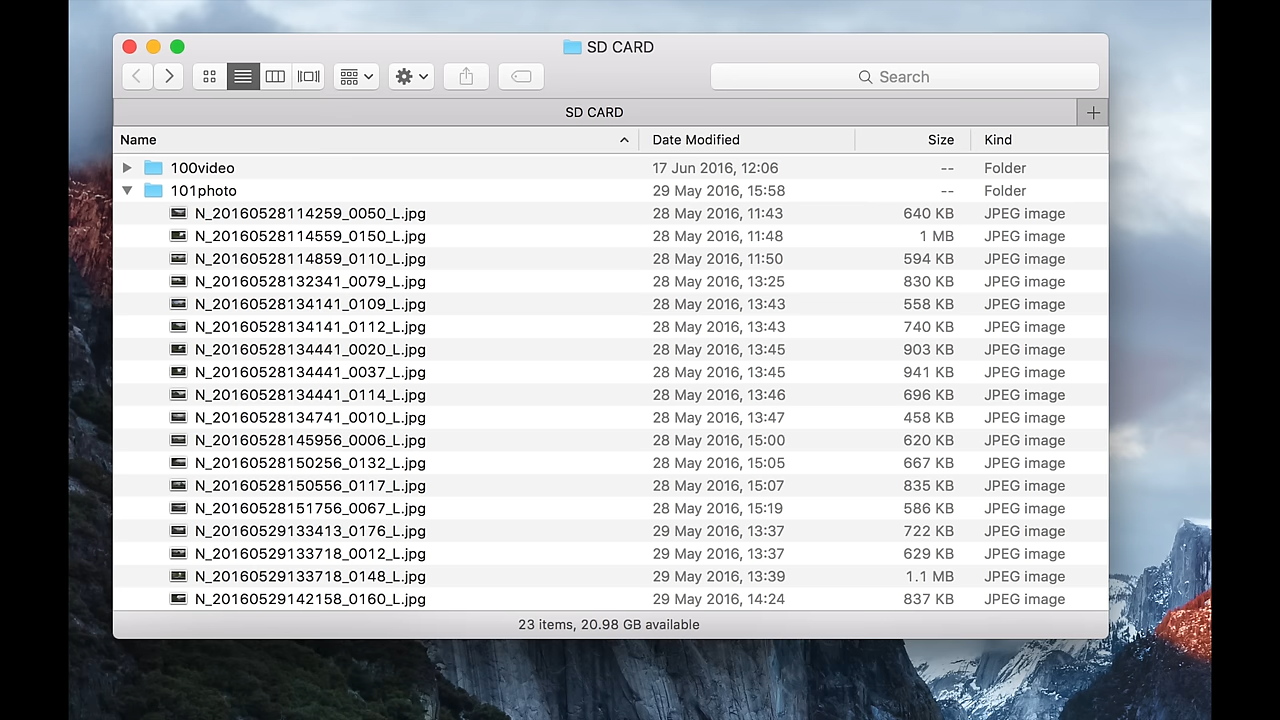 SD CARD
Search
SD CARD
Name Date Modified Size Kind
100video 17 Jun 2016, 12:06 -- Folder
101photo 29 May 2016, 15:58 -- Folder
N_20160528114259_0050_L.jpg 28 May 2016, 11:43 640 KB JPEG image
N_20160528114559_0150_L.jpg 28 May 2016, 11:48 1 MB JPEG image
N_20160528114859_0110_L.jpg 28 May 2016, 11:50 594 KB JPEG image
N_20160528132341_0079_L.jpg 28 May 2016, 13:25 830 KB JPEG image
N_20160528134141_0109_L.jpg 28 May 2016, 13:43 558 KB JPEG image
N_20160528134141_0112_L.jpg 28 May 2016, 13:43 740 KB JPEG image
N_20160528134441_0020_L.jpg 28 May 2016, 13:45 903 KB JPEG image
N_20160528134441_0037_L.jpg 28 May 2016, 13:45 941 KB JPEG image
N_20160528134441_0114_L.jpg 28 May 2016, 13:46 696 KB JPEG image
N_20160528134741_0010_L.jpg 28 May 2016, 13:47 458 KB JPEG image
N_20160528145956_0006_L.jpg 28 May 2016, 15:00 620 KB JPEG image
N_20160528150256_0132_L.jpg 28 May 2016, 15:05 667 KB JPEG image
N_20160528150556_0117_L.jpg 28 May 2016, 15:07 835 KB JPEG image
N_20160528151756_0067_L.jpg 28 May 2016, 15:19 586 KB JPEG image
N_20160529133413_0176_L.jpg 29 May 2016, 13:37 722 KB JPEG image
N_20160529133718_0012_L.jpg 29 May 2016, 13:37 629 KB JPEG image
N_20160529133718_0148_L.jpg 29 May 2016, 13:39 1.1 MB JPEG image
N_20160529142158_0160_L.jpg 29 May 2016, 14:24 837 KB JPEG image
23 items, 20.98 GB available